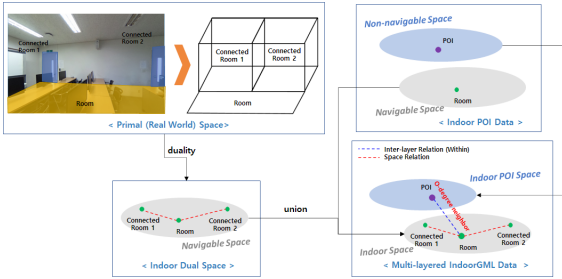 Connected
Room 1
Connected
Room 2
Connected
Room 1
Connected
Room 2
Room
Room
< Primal (Real World) Space>
Non-navigable Space
POI
Room
Navigable Space
< Indoor POI Data >
duality
Connected
Room 1
Room
Connected
Room 2
Navigable Space
< Indoor Dual Space >
union
Inter-layer Relation (Within)
Space Relation
Indoor POI Space
POI
O-degree neighbor
Connected
Room 1
Room
Connected
Room 2
Indoor Space
< Multi-layered IndoorGML Data >